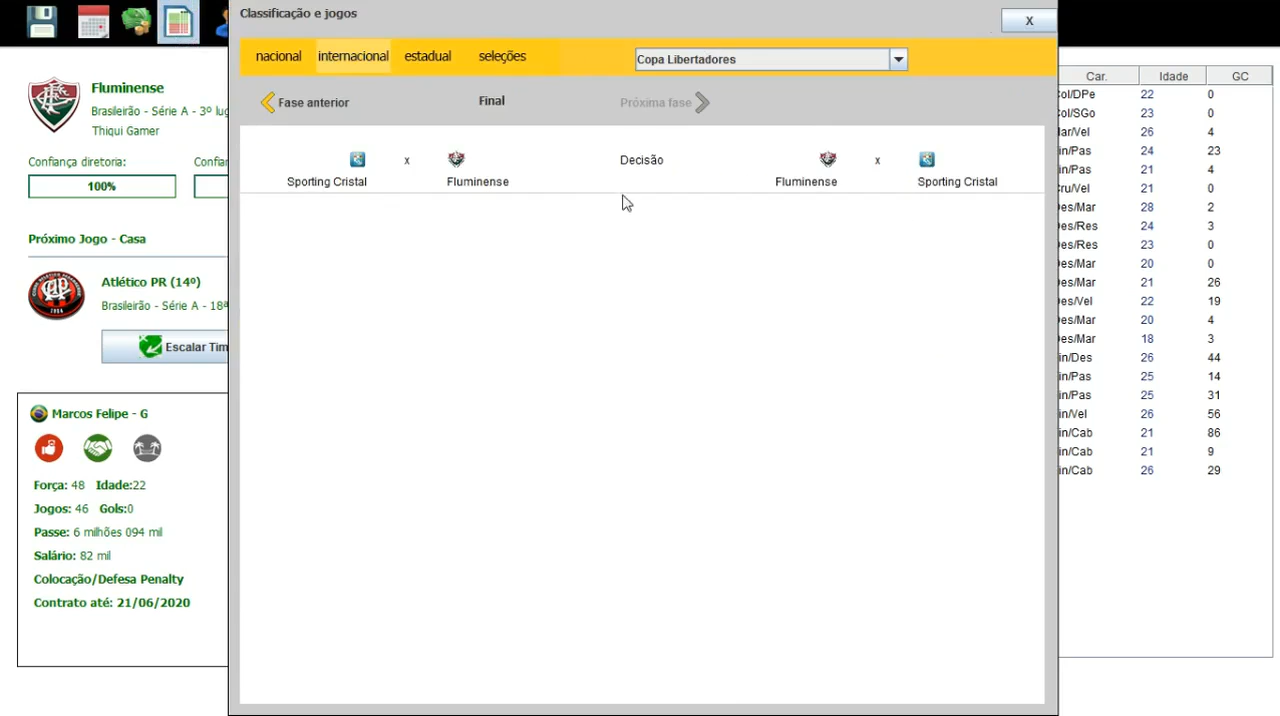 Classificação e jogos
X
nacional internacional estadual seleções
Copa Libertadores
Fase anterior
Final
Próxima fase
x Decisão x
Sporting Cristal Fluminense Fluminense Sporting Cristal
Fluminense
Brasileirão - Série A - 3º lug
Thiqui Gamer
Confiança diretoria: Confian
100%
Próximo Jogo - Casa
Atlético PR (14º)
Brasileirão - Série A - 18ª
Escalar Tim
Marcos Felipe - G
Força: 48 Idade:22
Jogos: 46 Gols:0
Passe: 6 milhões 094 mil
Salário: 82 mil
Colocação/Defesa Penalty
Contrato até: 21/06/2020
Car. Idade GC
Col/DPe 22 0
Col/SGo 23 0
Mar/Vel 26 4
in/Pas 24 23
in/Pas 21 4
Cru/Vel 21 0
Des/Mar 28 2
Des/Res 24 3
Des/Res 23 0
Des/Mar 20 0
Des/Mar 21 26
Des/Vel 22 19
Des/Mar 20 4
Des/Mar 18 3
in/Des 26 44
in/Pas 25 14
in/Pas 25 31
in/Vel 26 56
in/Cab 21 86
in/Cab 21 9
in/Cab 26 29